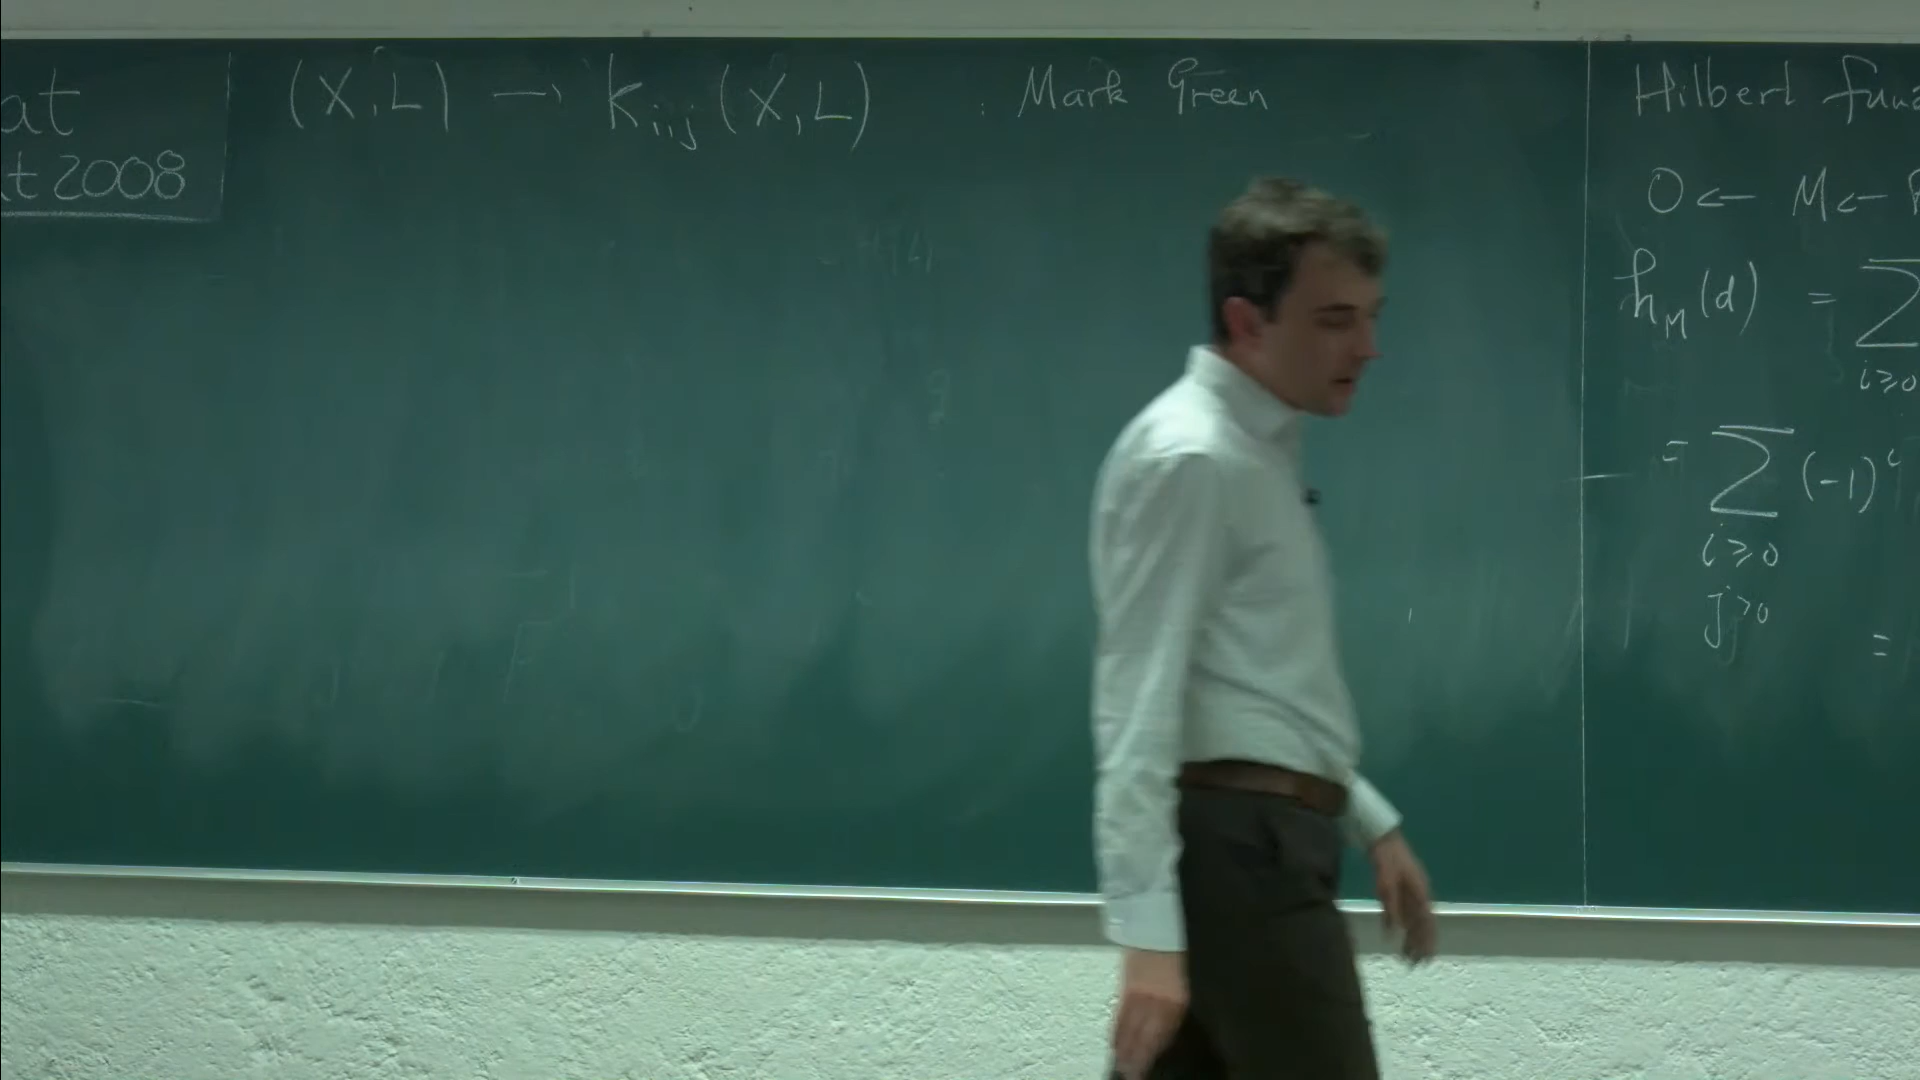 at
t 2008
(X,L) → k_{i,j}(X,L) : Mark Green
Hilbert func
0 ← M ←
h_M(d) = Σ
i≥0
= Σ (-1)^i
i≥0
j≥0
=